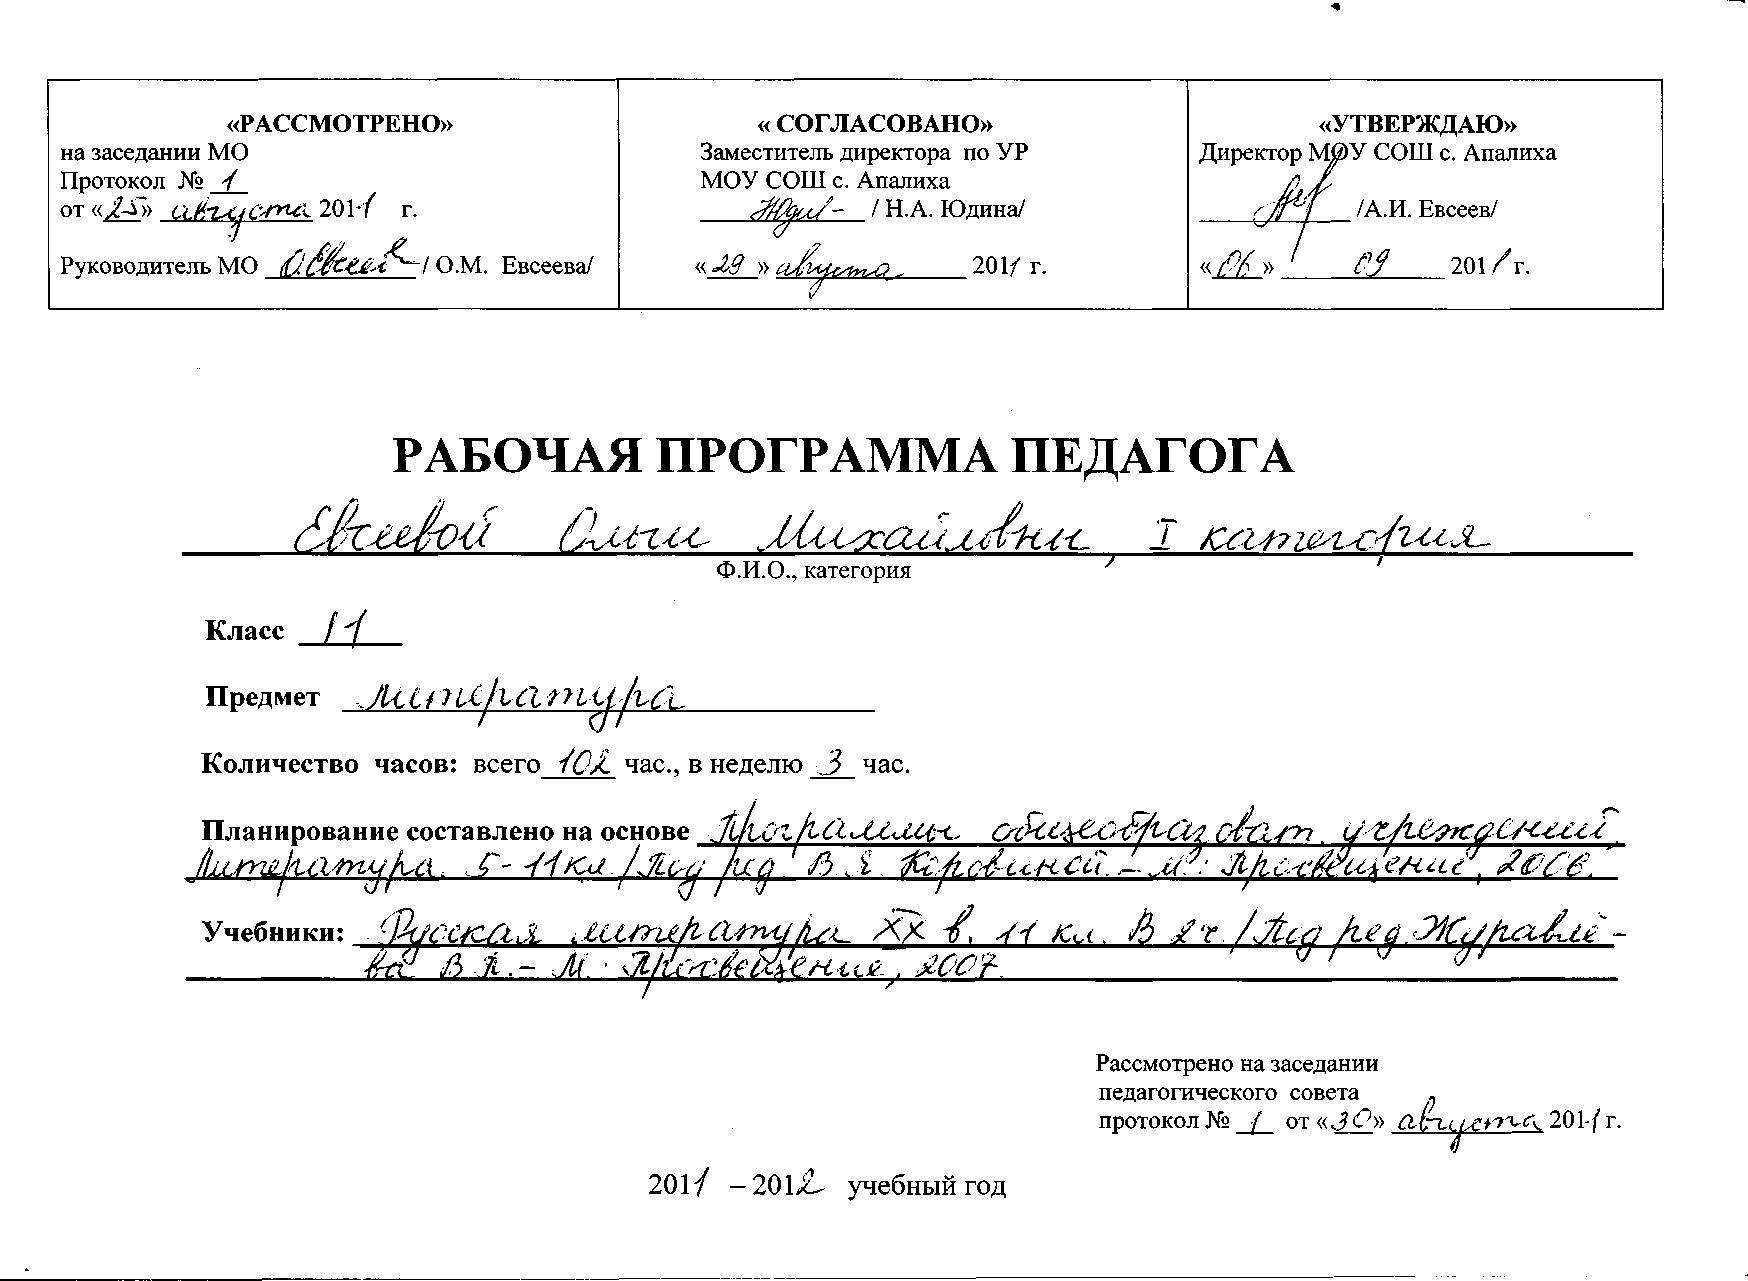 «РАССМОТРЕНО»
на заседании МО
Протокол № 1
от «25» августа 2011 г.
Руководитель МО / О.М. Евсеева/
« СОГЛАСОВАНО»
Заместитель директора по УР
МОУ СОШ с. Апалиха
/ Н.А. Юдина/
« 29 » августа 2011 г.
«УТВЕРЖДАЮ»
Директор МОУ СОШ с. Апалиха
/А.И. Евсеев/
« 06 » 09 2011 г.
РАБОЧАЯ ПРОГРАММА ПЕДАГОГА
Евсеевой Ольги Михайловны, I категория
Ф.И.О., категория
Класс 11
Предмет литература
Количество часов: всего 102 час., в неделю 3 час.
Планирование составлено на основе Программы общеобразоват. учреждений.
Литература. 5-11 кл./Под ред. В.Я. Коровиной. – М.: Просвещение, 2006.
Учебники: Русская литература XX в. 11 кл. В 2 ч./Под ред. Журавлё-
ва В.П. – М.: Просвещение, 2007.
Рассмотрено на заседании
педагогического совета
протокол № 1 от «30» августа 2011 г.
2011 – 2012 учебный год